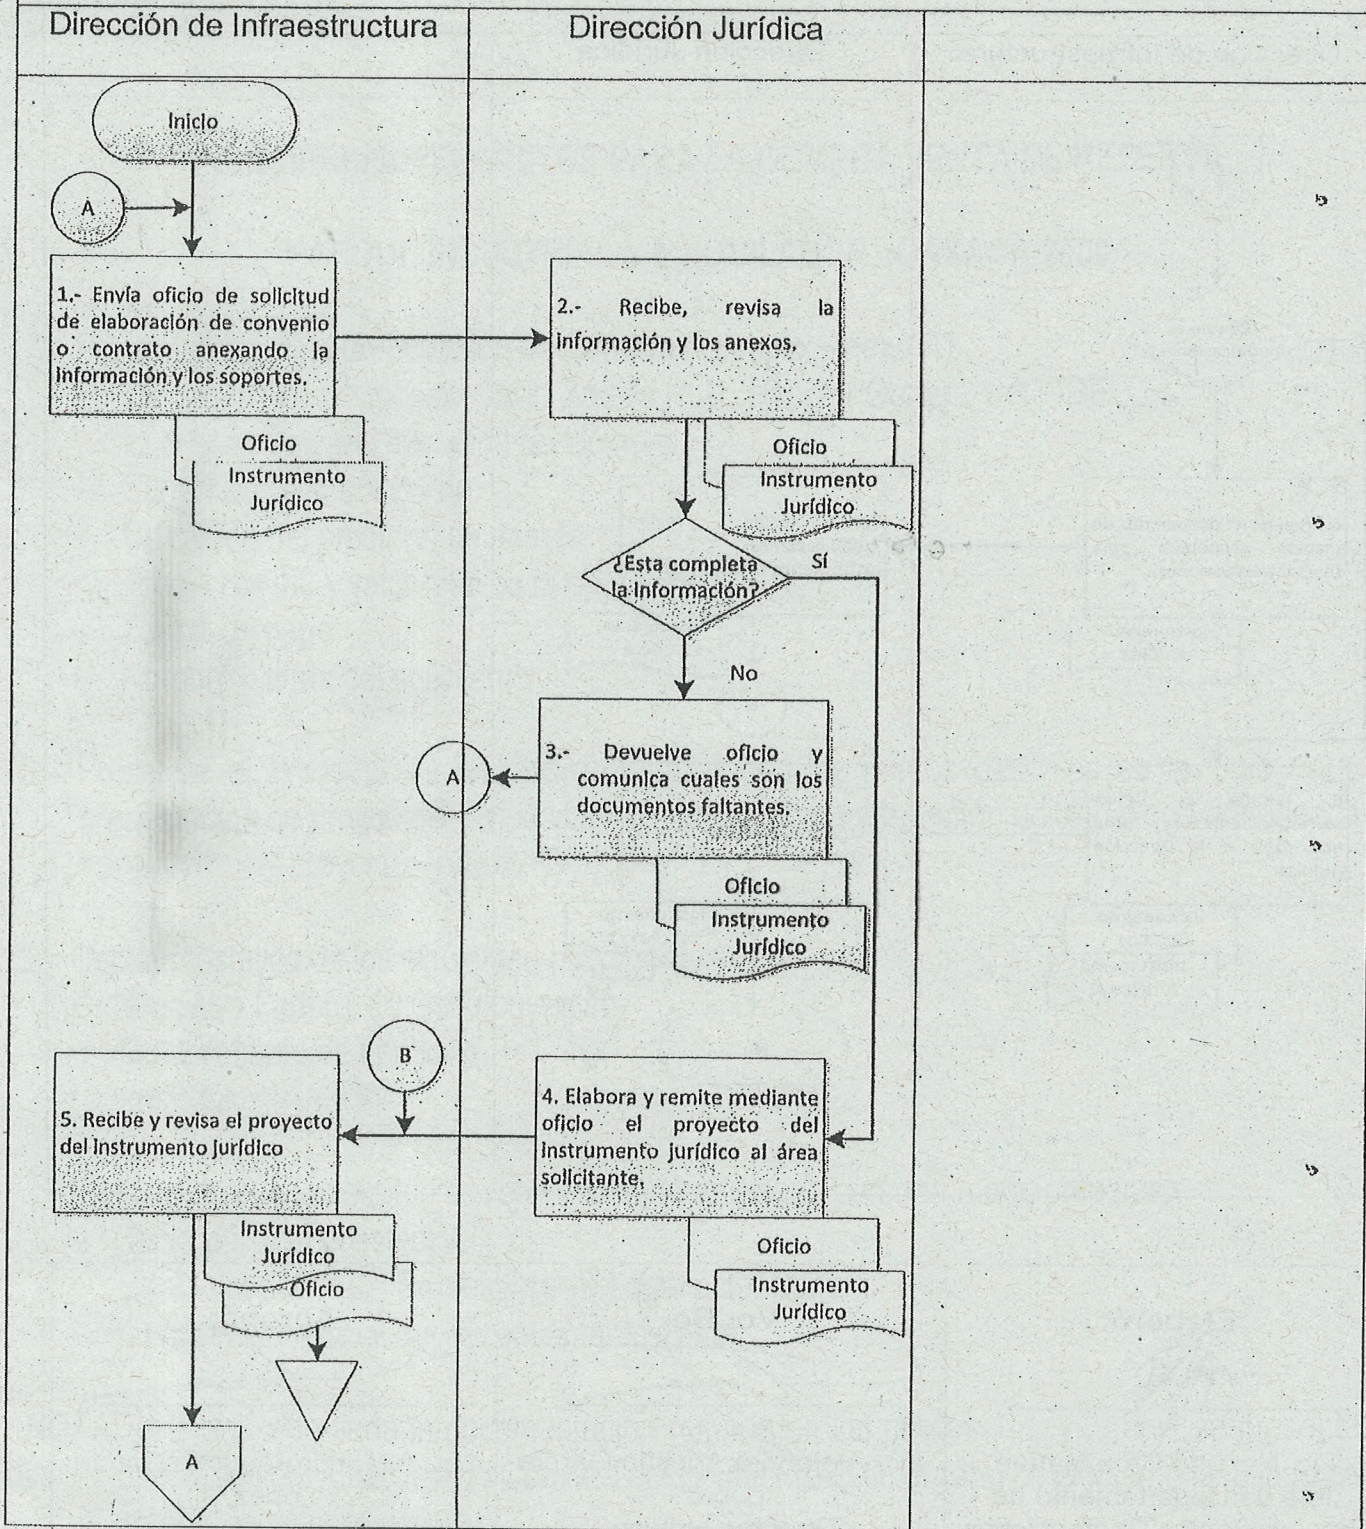 Dirección de Infraestructura
Dirección Jurídica
Inicio
A
1.- Envía oficio de solicitud
de elaboración de convenio
o contrato anexando la
información y los soportes.
Oficio
Instrumento
Jurídico
2.- Recibe, revisa la
información y los anexos.
Oficio
Instrumento
Jurídico
¿Esta completa
la información?
Sí
No
3.- Devuelve oficio y
comunica cuales son los
documentos faltantes.
A
Oficio
Instrumento
Jurídico
B
4. Elabora y remite mediante
oficio el proyecto del
instrumento jurídico al área
solicitante.
Oficio
Instrumento
Jurídico
5. Recibe y revisa el proyecto
del instrumento jurídico
Instrumento
Jurídico
Oficio
A